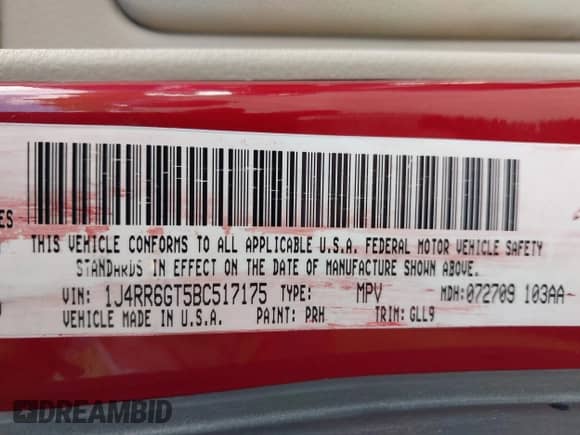 ES
THIS VEHICLE CONFORMS TO ALL APPLICABLE U.S.A. FEDERAL MOTOR VEHICLE SAFETY
STANDARDS IN EFFECT ON THE DATE OF MANUFACTURE SHOWN ABOVE.
VIN: 1J4RR6GT5BC517175 TYPE: MPV MDH:072709 103AA
VEHICLE MADE IN U.S.A. PAINT: PRH TRIM: GLL9
DREAMBID